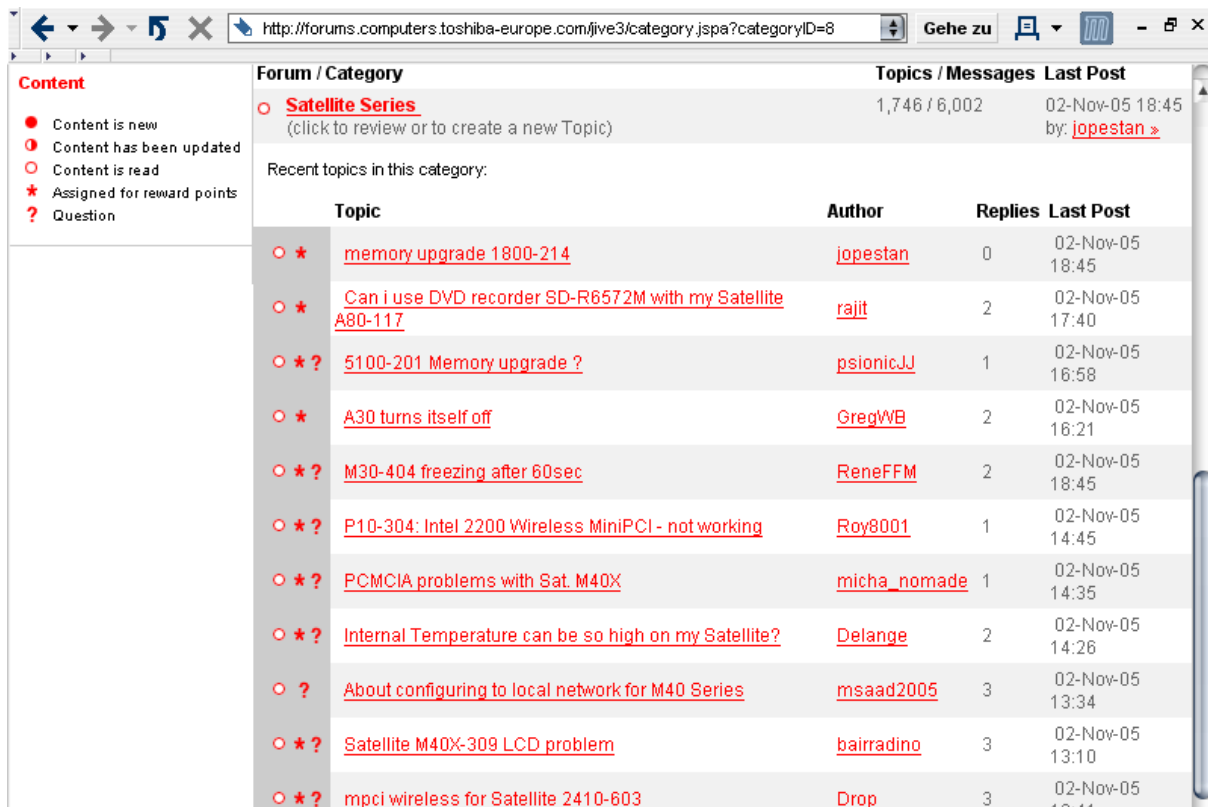 http://forums.computers.toshiba-europe.com/jive3/category.jspa?categoryID=8 Gehe zu
Content
Content is new
Content has been updated
Content is read
Assigned for reward points
? Question
Forum / Category Topics / Messages Last Post
Satellite Series 1,746 / 6,002 02-Nov-05 18:45
(click to review or to create a new Topic) by: jopestan »
Recent topics in this category:
Topic Author Replies Last Post
* memory upgrade 1800-214 jopestan 0 02-Nov-05
18:45
* Can i use DVD recorder SD-R6572M with my Satellite
A80-117 rajit 2 02-Nov-05
17:40
* ? 5100-201 Memory upgrade ? psionicJJ 1 02-Nov-05
16:58
* A30 turns itself off GregWB 2 02-Nov-05
16:21
* ? M30-404 freezing after 60sec ReneFFM 2 02-Nov-05
18:45
* ? P10-304: Intel 2200 Wireless MiniPCI - not working Roy8001 1 02-Nov-05
14:45
* ? PCMCIA problems with Sat. M40X micha_nomade 1 02-Nov-05
14:35
* ? Internal Temperature can be so high on my Satellite? Delange 2 02-Nov-05
14:26
? About configuring to local network for M40 Series msaad2005 3 02-Nov-05
13:34
* ? Satellite M40X-309 LCD problem bairradino 3 02-Nov-05
13:10
* ? mpci wireless for Satellite 2410-603 Drop 3 02-Nov-05